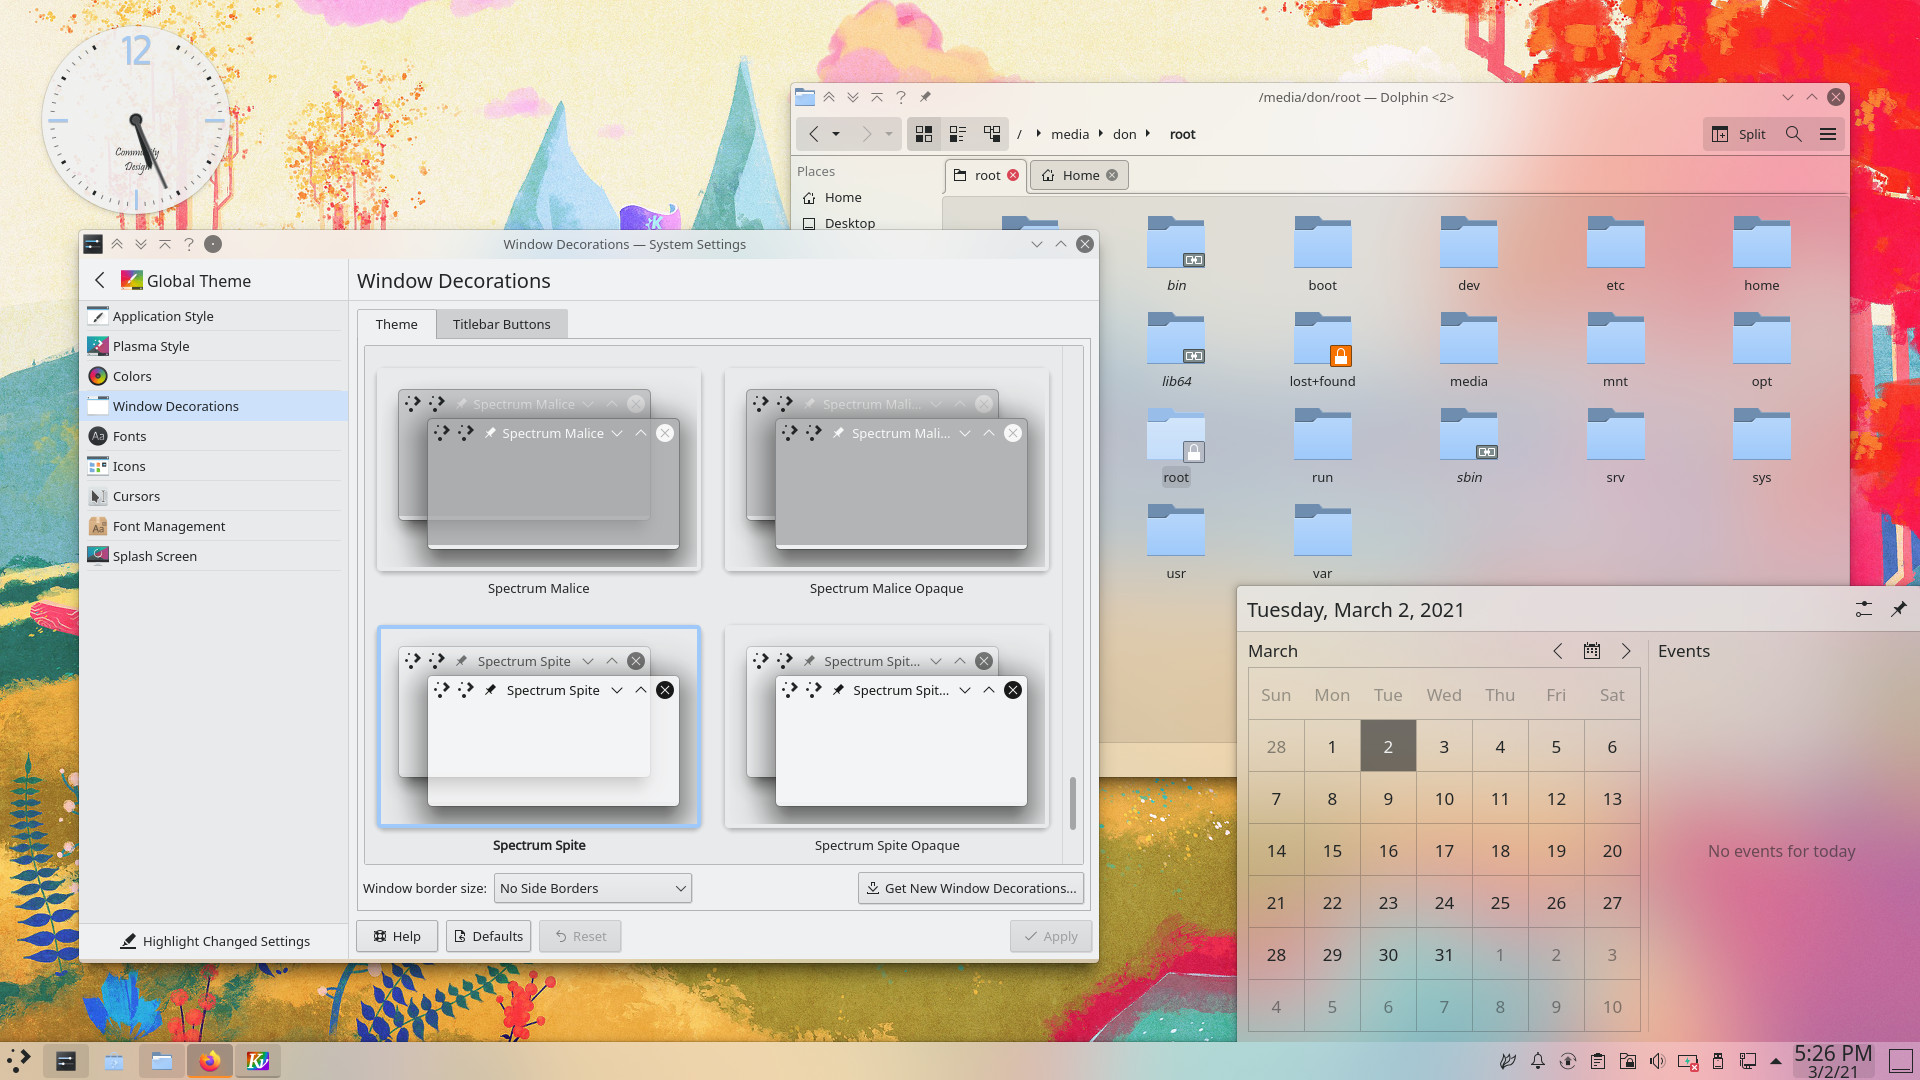 12
Community
Design
/media/don/root — Dolphin <2>
/ media don root
Split
Places
Home
Desktop
root
Home
bin
boot
dev
etc
home
lib64
lost+found
media
mnt
opt
root
run
sbin
srv
sys
usr
var
Window Decorations — System Settings
Global Theme
Application Style
Plasma Style
Colors
Window Decorations
Fonts
Icons
Cursors
Font Management
Splash Screen
Highlight Changed Settings
Window Decorations
Theme
Titlebar Buttons
Spectrum Malice
Spectrum Malice
Spectrum Malice
Spectrum Mali...
Spectrum Mali...
Spectrum Malice Opaque
Spectrum Spite
Spectrum Spite
Spectrum Spite
Spectrum Spit...
Spectrum Spit...
Spectrum Spite Opaque
Window border size:
No Side Borders
Get New Window Decorations...
Help
Defaults
Reset
Apply
Tuesday, March 2, 2021
March
Events
Sun Mon Tue Wed Thu Fri Sat
28 1 2 3 4 5 6
7 8 9 10 11 12 13
14 15 16 17 18 19 20
21 22 23 24 25 26 27
28 29 30 31 1 2 3
4 5 6 7 8 9 10
No events for today
5:26 PM
3/2/21